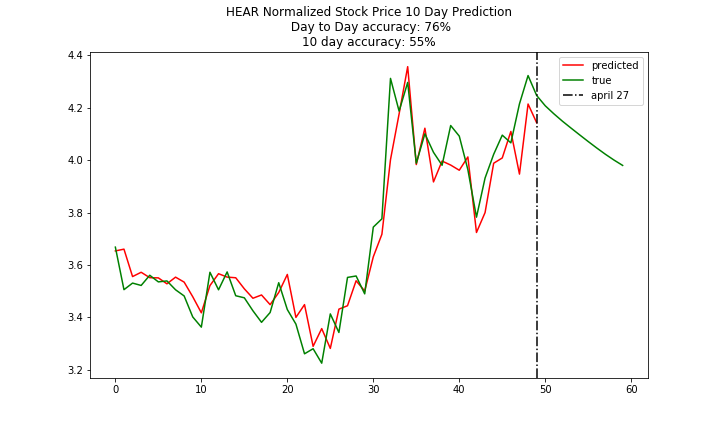 HEAR Normalized Stock Price 10 Day Prediction
Day to Day accuracy: 76%
10 day accuracy: 55%
4.4
4.2
4.0
3.8
3.6
3.4
3.2
predicted
true
april 27
0 10 20 30 40 50 60